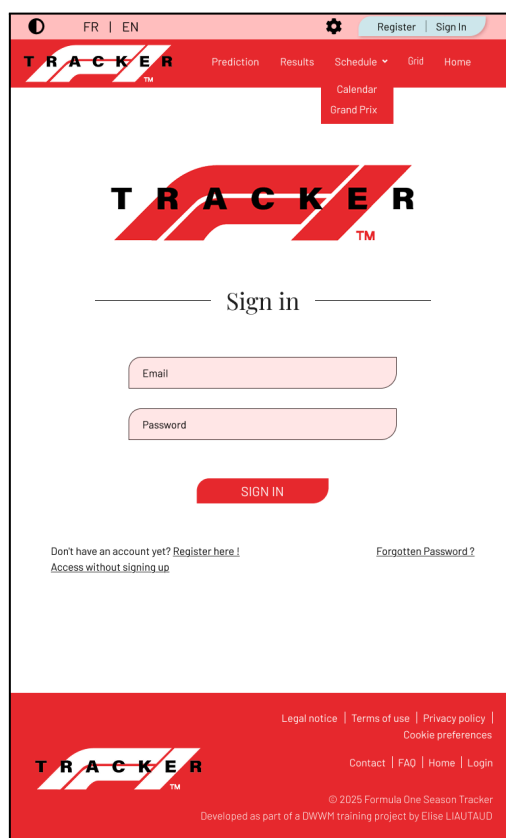 FR | EN
Register | Sign In
TRACKER
TM
Prediction Results Schedule Grid Home
Calendar
Grand Prix
TRACKER
TM
Sign in
Email
Password
SIGN IN
Don't have an account yet? Register here !
Forgotten Password ?
Access without signing up
Legal notice | Terms of use | Privacy policy |
Cookie preferences
TRACKER
TM
Contact | FAQ | Home | Login
© 2025 Formula One Season Tracker
Developed as part of a DWWM training project by Elise LIAUTAUD